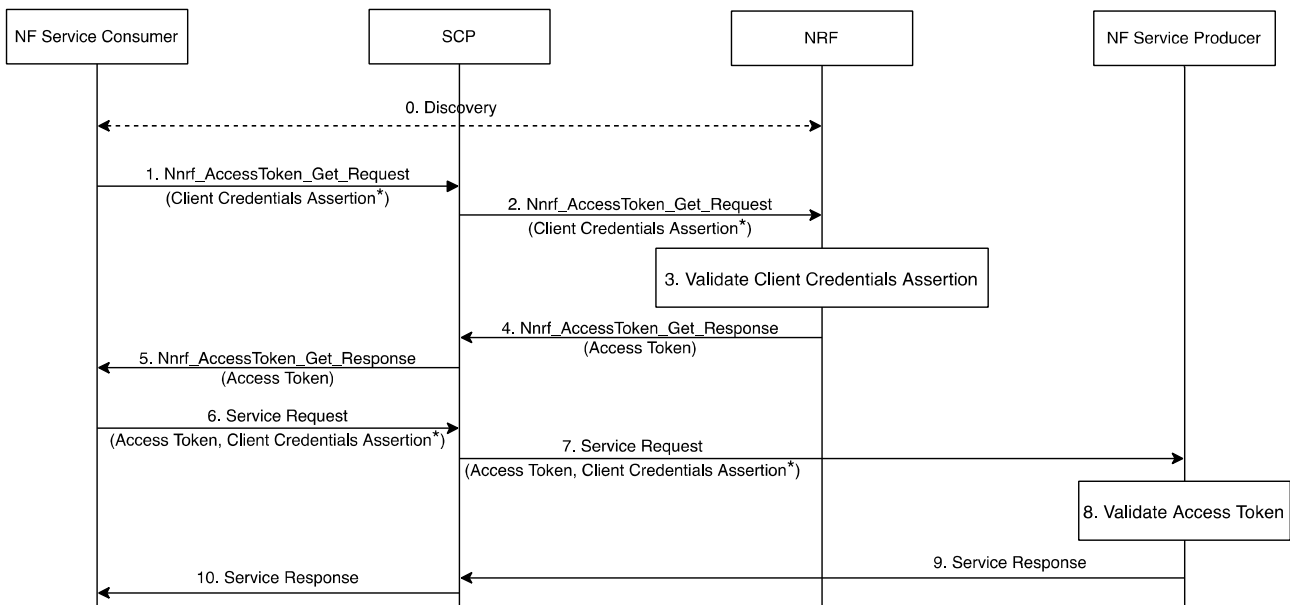 NF Service Consumer
SCP
NRF
NF Service Producer
0. Discovery
1. Nnrf_AccessToken_Get_Request
(Client Credentials Assertion*)
2. Nnrf_AccessToken_Get_Request
(Client Credentials Assertion*)
3. Validate Client Credentials Assertion
4. Nnrf_AccessToken_Get_Response
(Access Token)
5. Nnrf_AccessToken_Get_Response
(Access Token)
6. Service Request
(Access Token, Client Credentials Assertion*)
7. Service Request
(Access Token, Client Credentials Assertion*)
8. Validate Access Token
9. Service Response
10. Service Response